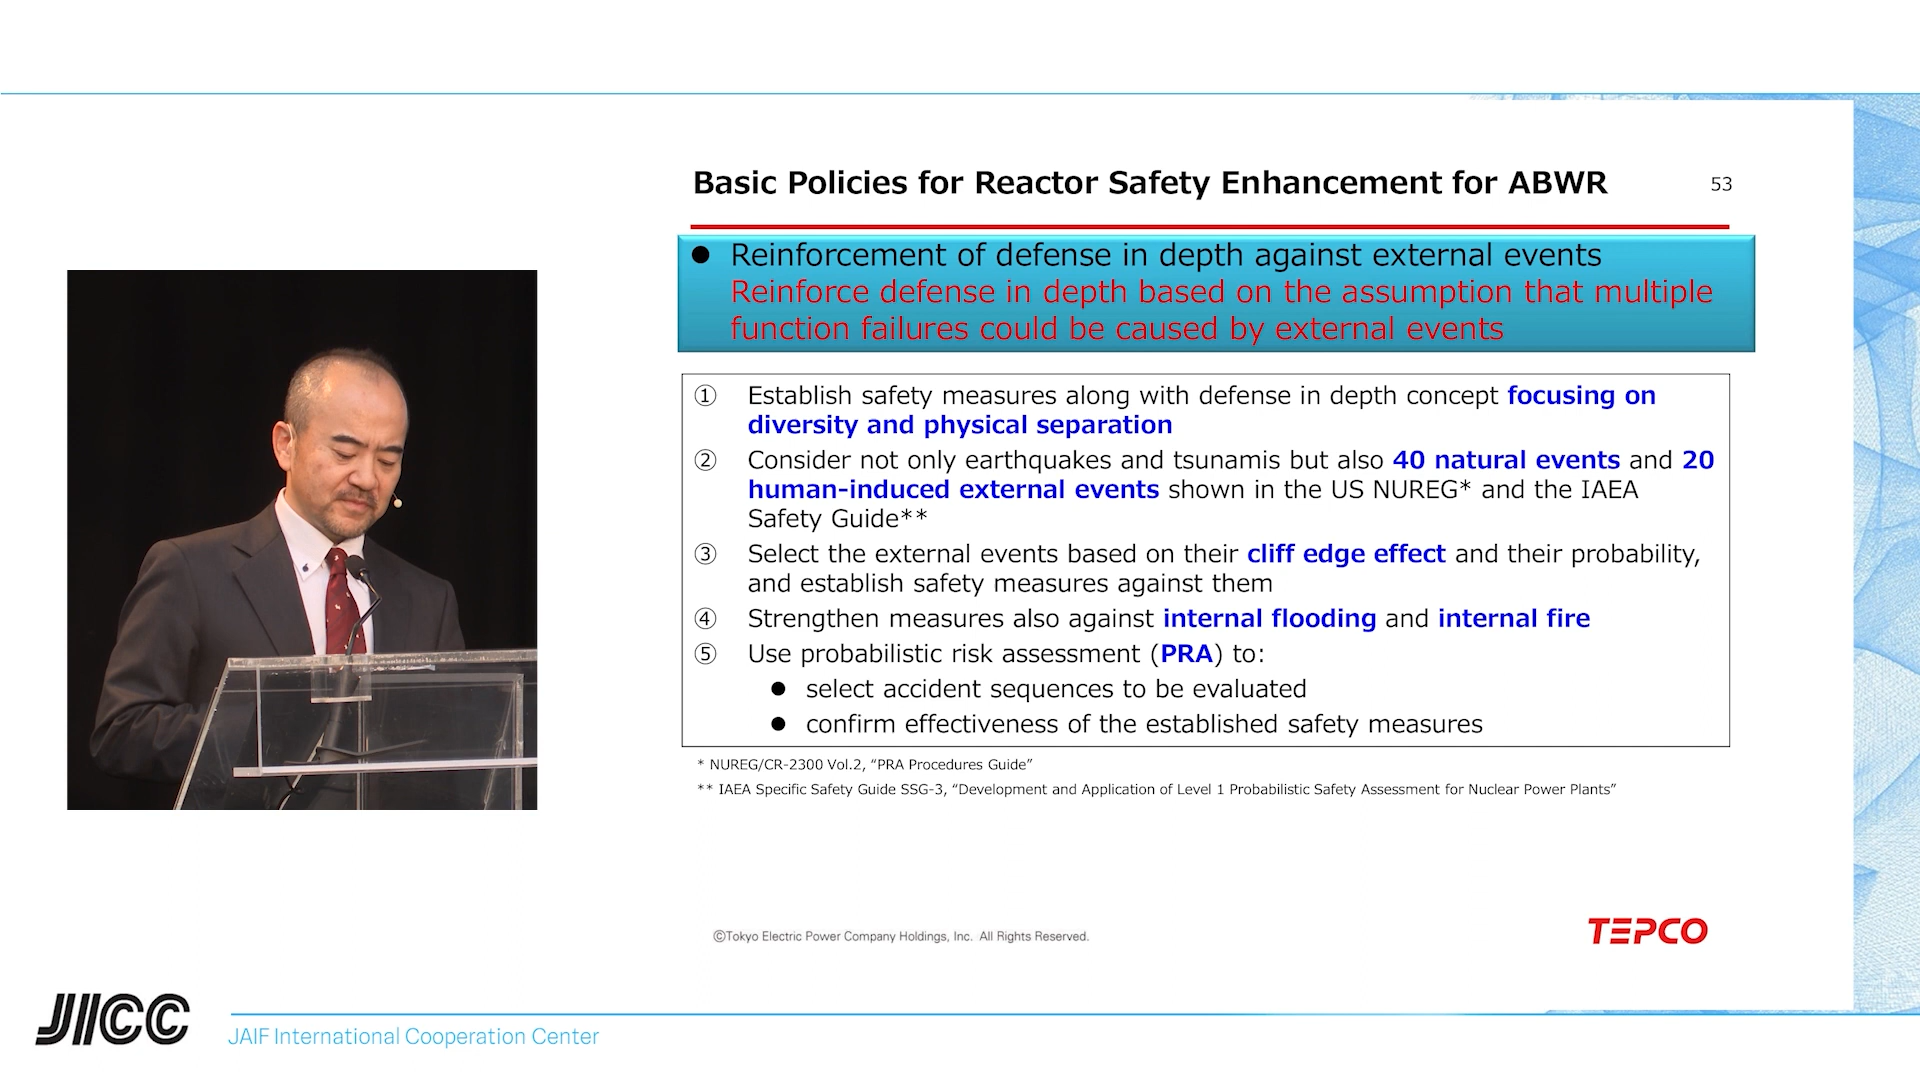 Basic Policies for Reactor Safety Enhancement for ABWR
53
● Reinforcement of defense in depth against external events
Reinforce defense in depth based on the assumption that multiple
function failures could be caused by external events
① Establish safety measures along with defense in depth concept focusing on
diversity and physical separation
② Consider not only earthquakes and tsunamis but also 40 natural events and 20
human-induced external events shown in the US NUREG* and the IAEA
Safety Guide**
③ Select the external events based on their cliff edge effect and their probability,
and establish safety measures against them
④ Strengthen measures also against internal flooding and internal fire
⑤ Use probabilistic risk assessment (PRA) to:
● select accident sequences to be evaluated
● confirm effectiveness of the established safety measures
* NUREG/CR-2300 Vol.2, “PRA Procedures Guide”
** IAEA Specific Safety Guide SSG-3, “Development and Application of Level 1 Probabilistic Safety Assessment for Nuclear Power Plants”
©Tokyo Electric Power Company Holdings, Inc. All Rights Reserved.
TEPCO
JICC
JAIF International Cooperation Center